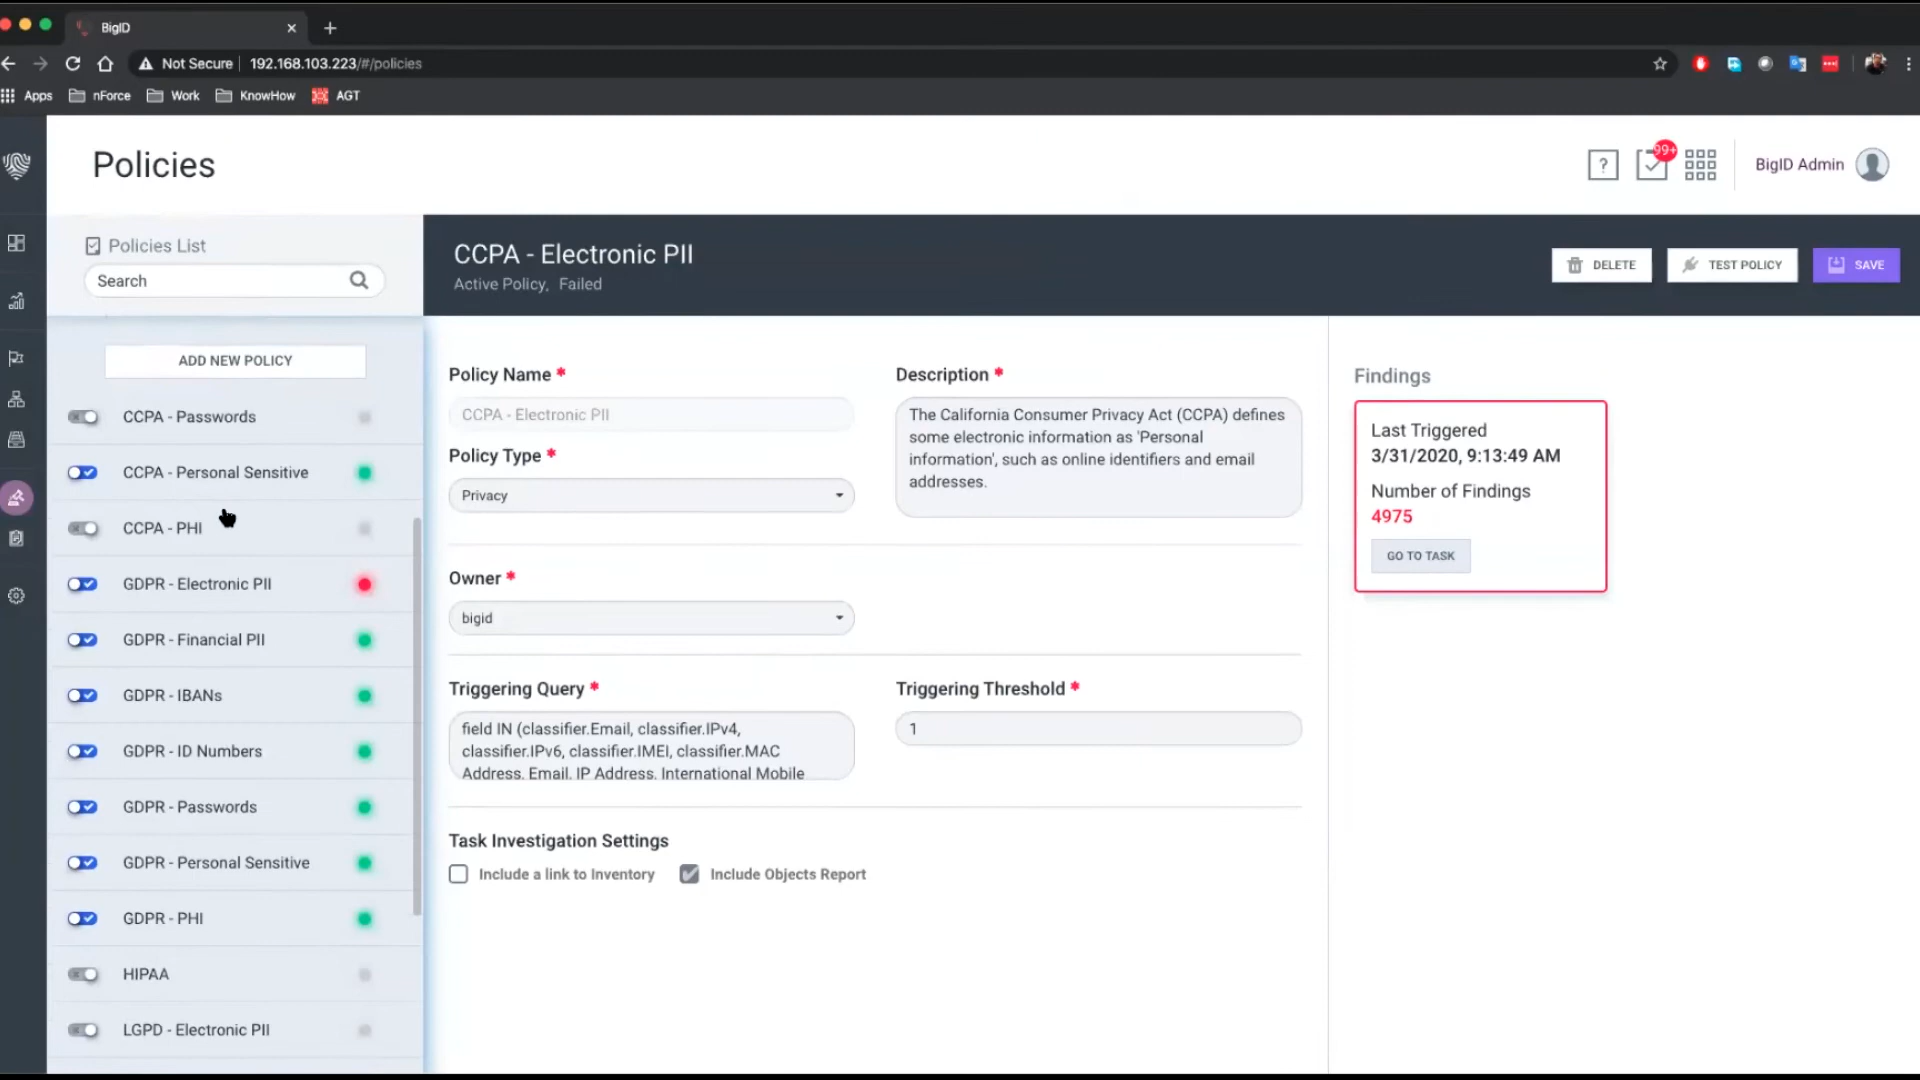 BigID
Not Secure
192.168.103.223/#/policies
Apps
nForce
Work
KnowHow
AGT
Policies
?
99+
BigID Admin
Policies List
Search
CCPA - Electronic PII
Active Policy, Failed
DELETE
TEST POLICY
SAVE
ADD NEW POLICY
CCPA - Passwords
CCPA - Personal Sensitive
CCPA - PHI
GDPR - Electronic PII
GDPR - Financial PII
GDPR - IBANs
GDPR - ID Numbers
GDPR - Passwords
GDPR - Personal Sensitive
GDPR - PHI
HIPAA
LGPD - Electronic PII
Policy Name *
CCPA - Electronic PII
Policy Type *
Privacy
Description *
The California Consumer Privacy Act (CCPA) defines
some electronic information as 'Personal
information', such as online identifiers and email
addresses.
Owner *
bigid
Triggering Query *
field IN (classifier.Email, classifier.IPv4,
classifier.IPv6, classifier.IMEI, classifier.MAC
Address, Email, IP Address, International Mobile
Triggering Threshold *
1
Task Investigation Settings
Include a link to Inventory
Include Objects Report
Findings
Last Triggered
3/31/2020, 9:13:49 AM
Number of Findings
4975
GO TO TASK